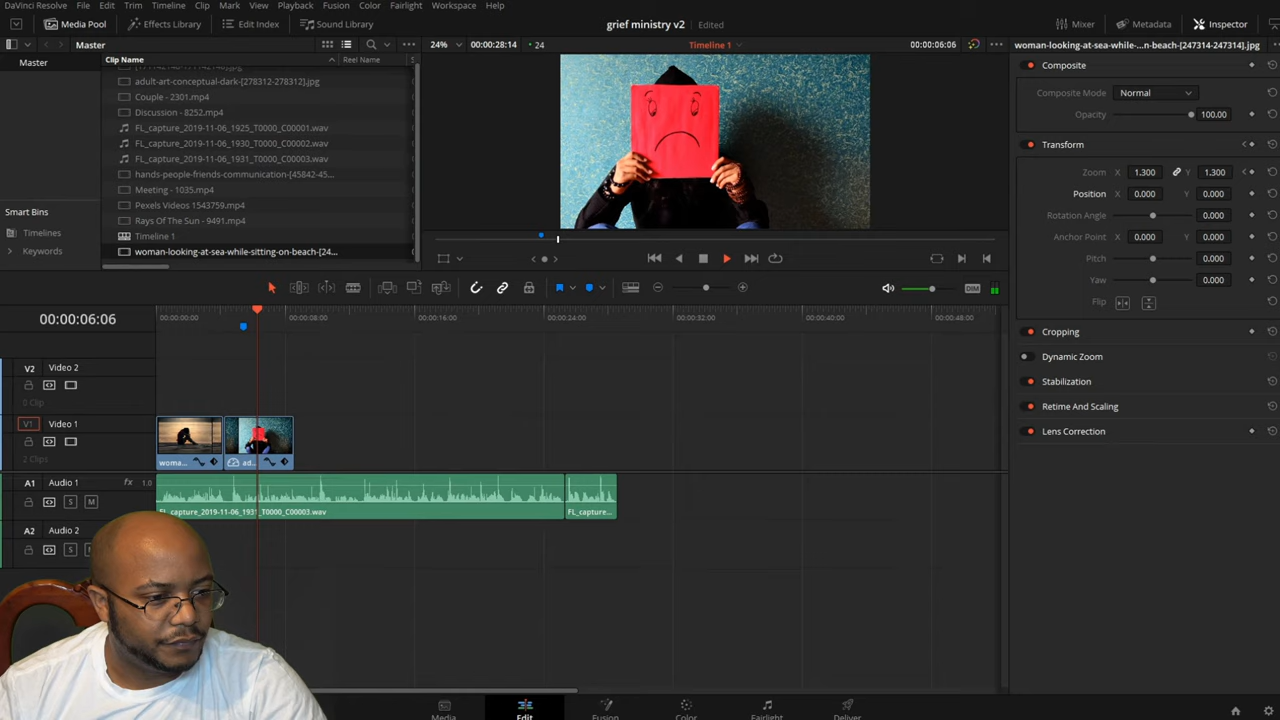 DaVinci Resolve File Edit Trim Timeline Clip Mark View Playback Fusion Color Fairlight Workspace Help
Media Pool Effects Library Edit Index Sound Library grief ministry v2 Edited Mixer Metadata Inspector
Master 24% 00:00:28:14 24 Timeline 1 00:00:06:06 woman-looking-at-sea-while-...n-beach-[247314-247314].jpg
Master
Clip Name Reel Name
adult-art-conceptual-dark-[278312-278312].jpg
Couple - 2301.mp4
Discussion - 8252.mp4
FL_capture_2019-11-06_1925_T0000_C00001.wav
FL_capture_2019-11-06_1930_T0000_C00002.wav
FL_capture_2019-11-06_1931_T0000_C00003.wav
hands-people-friends-communication-[45842-45...
Meeting - 1035.mp4
Pexels Videos 1543759.mp4
Rays Of The Sun - 9491.mp4
Timeline 1
woman-looking-at-sea-while-sitting-on-beach-[24...
Smart Bins
Timelines
Keywords
Composite
Composite Mode Normal
Opacity 100.00
Transform
Zoom X 1.300 Y 1.300
Position X 0.000 Y 0.000
Rotation Angle 0.000
Anchor Point X 0.000 Y 0.000
Pitch 0.000
Yaw 0.000
Flip
Cropping
Dynamic Zoom
Stabilization
Retime And Scaling
Lens Correction
DIM
00:00:06:06
00:00:00:00 00:00:08:00 00:00:16:00 00:00:24:00 00:00:32:00 00:00:40:00 00:00:48:00
V2 Video 2
0 Clip
V1 Video 1
2 Clips
woma... ad...
A1 Audio 1 fx 1.0
S M
FL_capture_2019-11-06_1931_T0000_C00003.wav FL_capture...
A2 Audio 2
S
Media Edit Fusion Color Fairlight Deliver